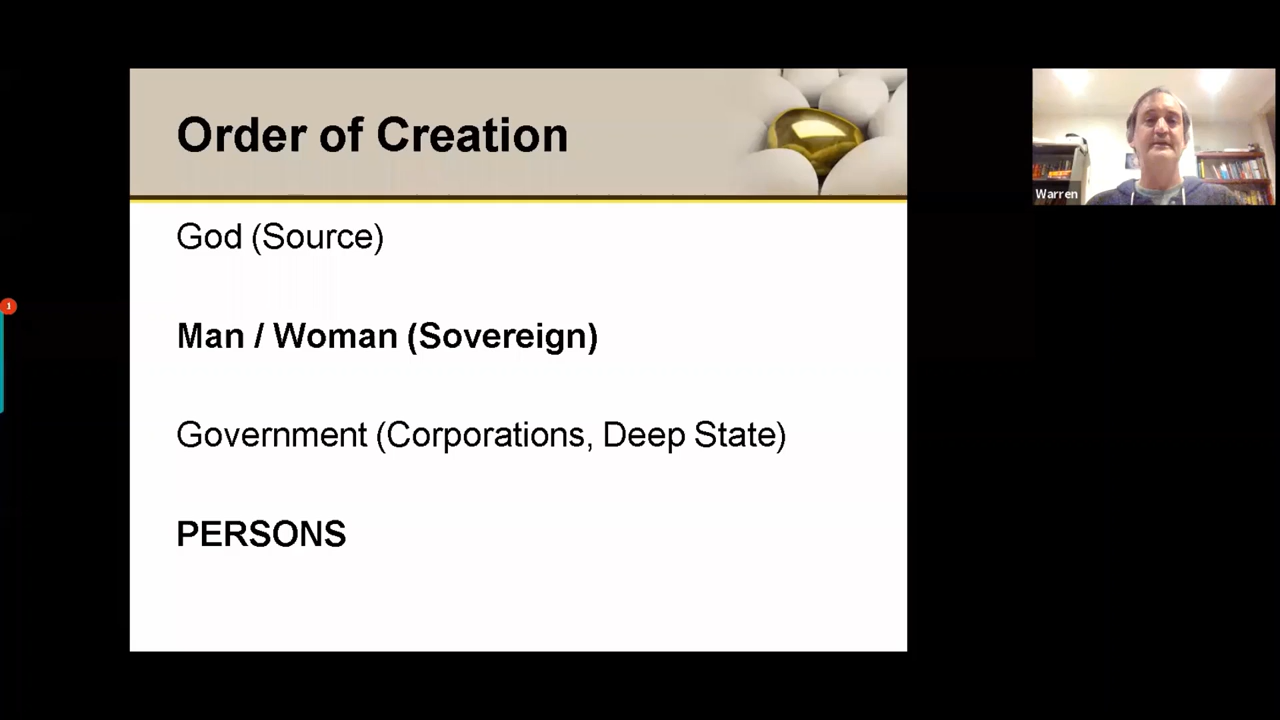 Order of Creation
God (Source)
Man / Woman (Sovereign)
Government (Corporations, Deep State)
PERSONS
Warren
1